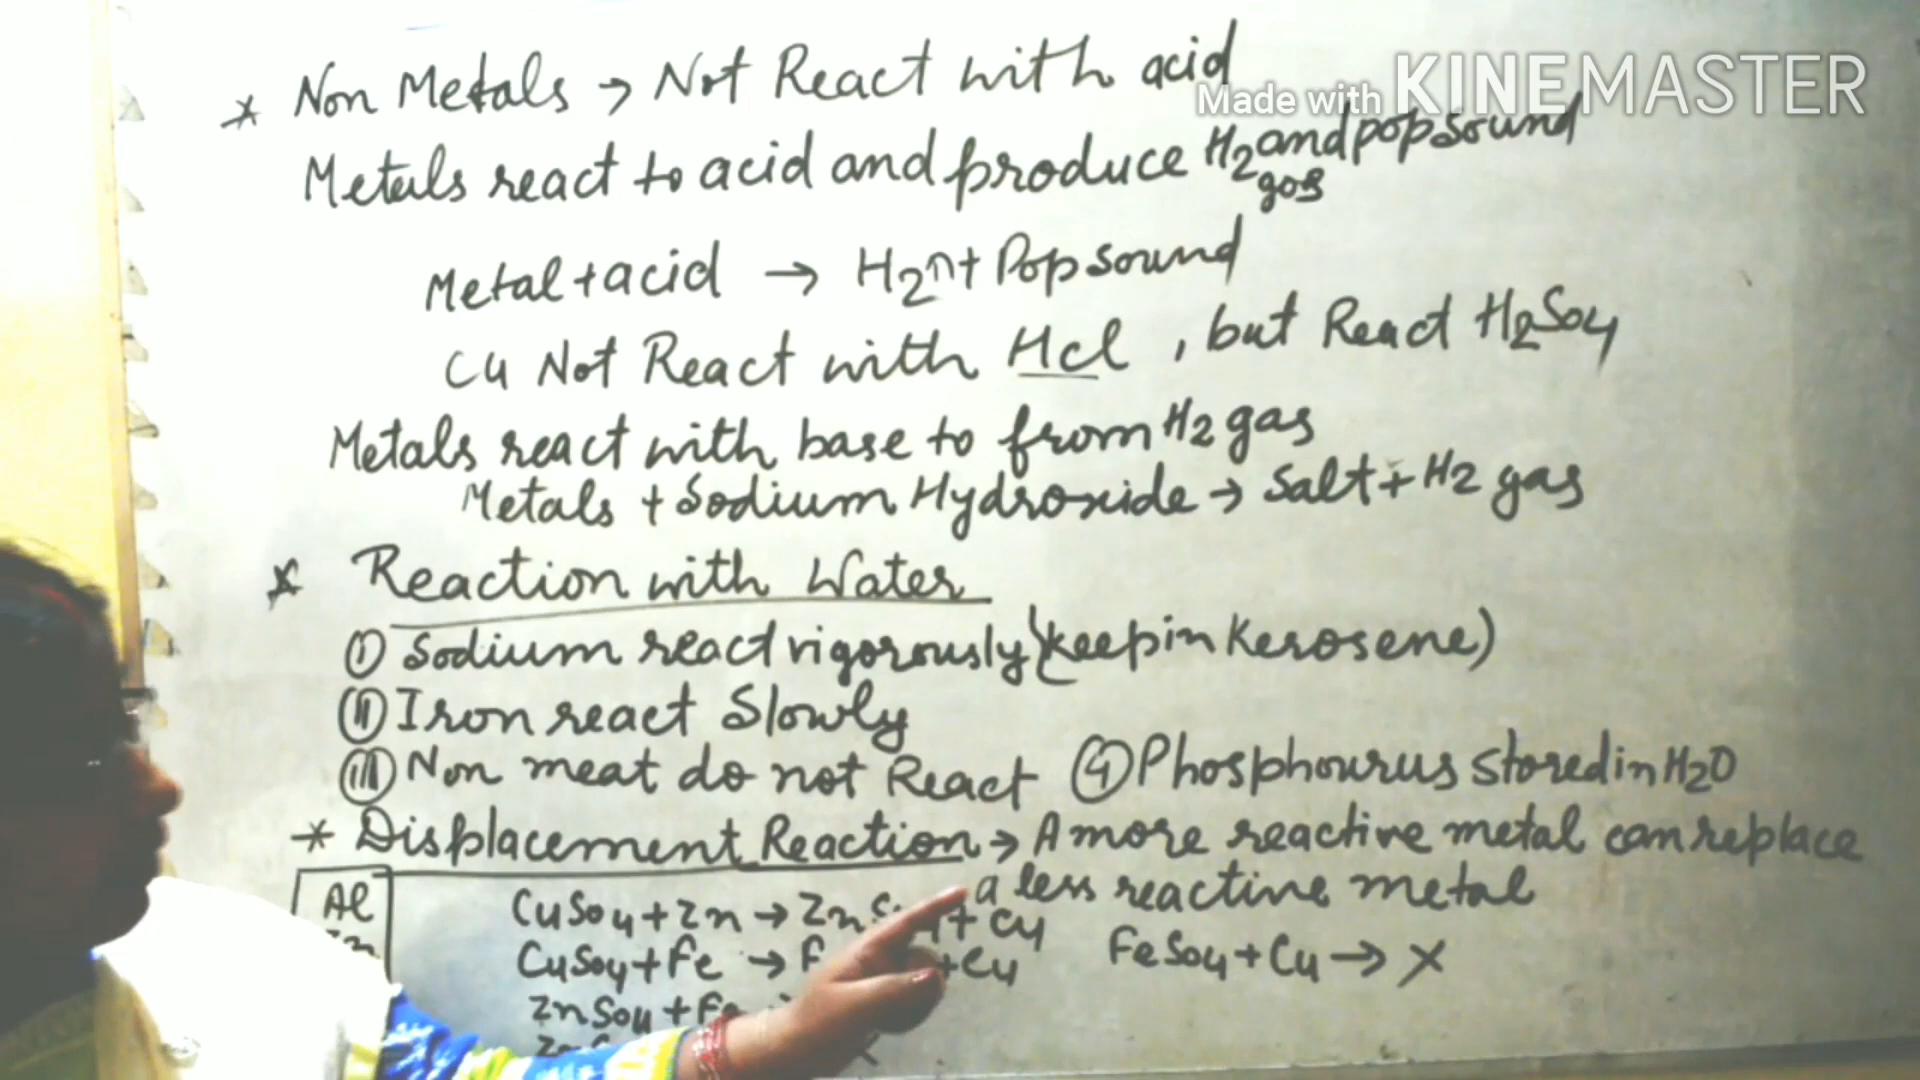 * Non Metals → Not React with acid
Made with KINEMASTER
Metals react to acid and produce H2 gas and pop sound
Metal + acid → H2↑ + Pop sound
Cu Not React with Hcl, but React H2So4
Metals react with base to from H2 gas
Metals + Sodium Hydroxide → Salt + H2 gas
* Reaction with Water
(i) Sodium react vigorously (keep in Kerosene)
(ii) Iron react Slowly
(iii) Non meat do not React (4) Phosphourus stored in H2O
* Displacement Reaction → A more reactive metal can replace
a less reactive metal
Al
CuSo4 + Zn → Zn + Cu
CuSo4 + Fe → + Cu
FeSo4 + Cu → X
ZnSo4 + Fe